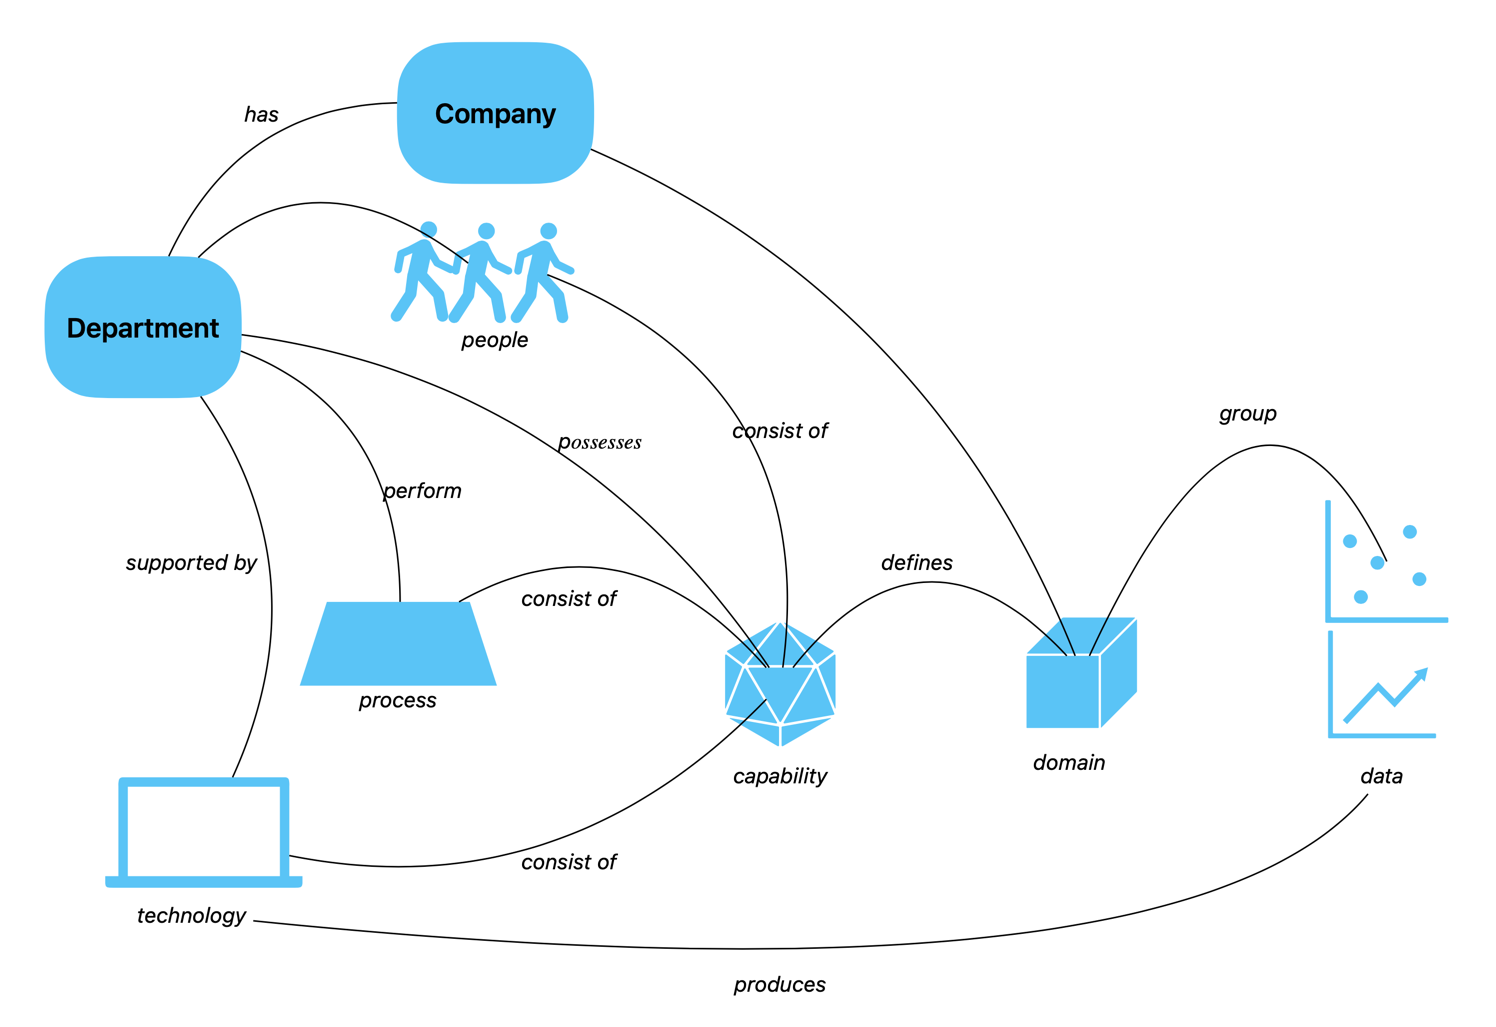 Company
has
Department
people
possesses
consist of
group
perform
supported by
defines
consist of
process
domain
capability
data
consist of
technology
produces